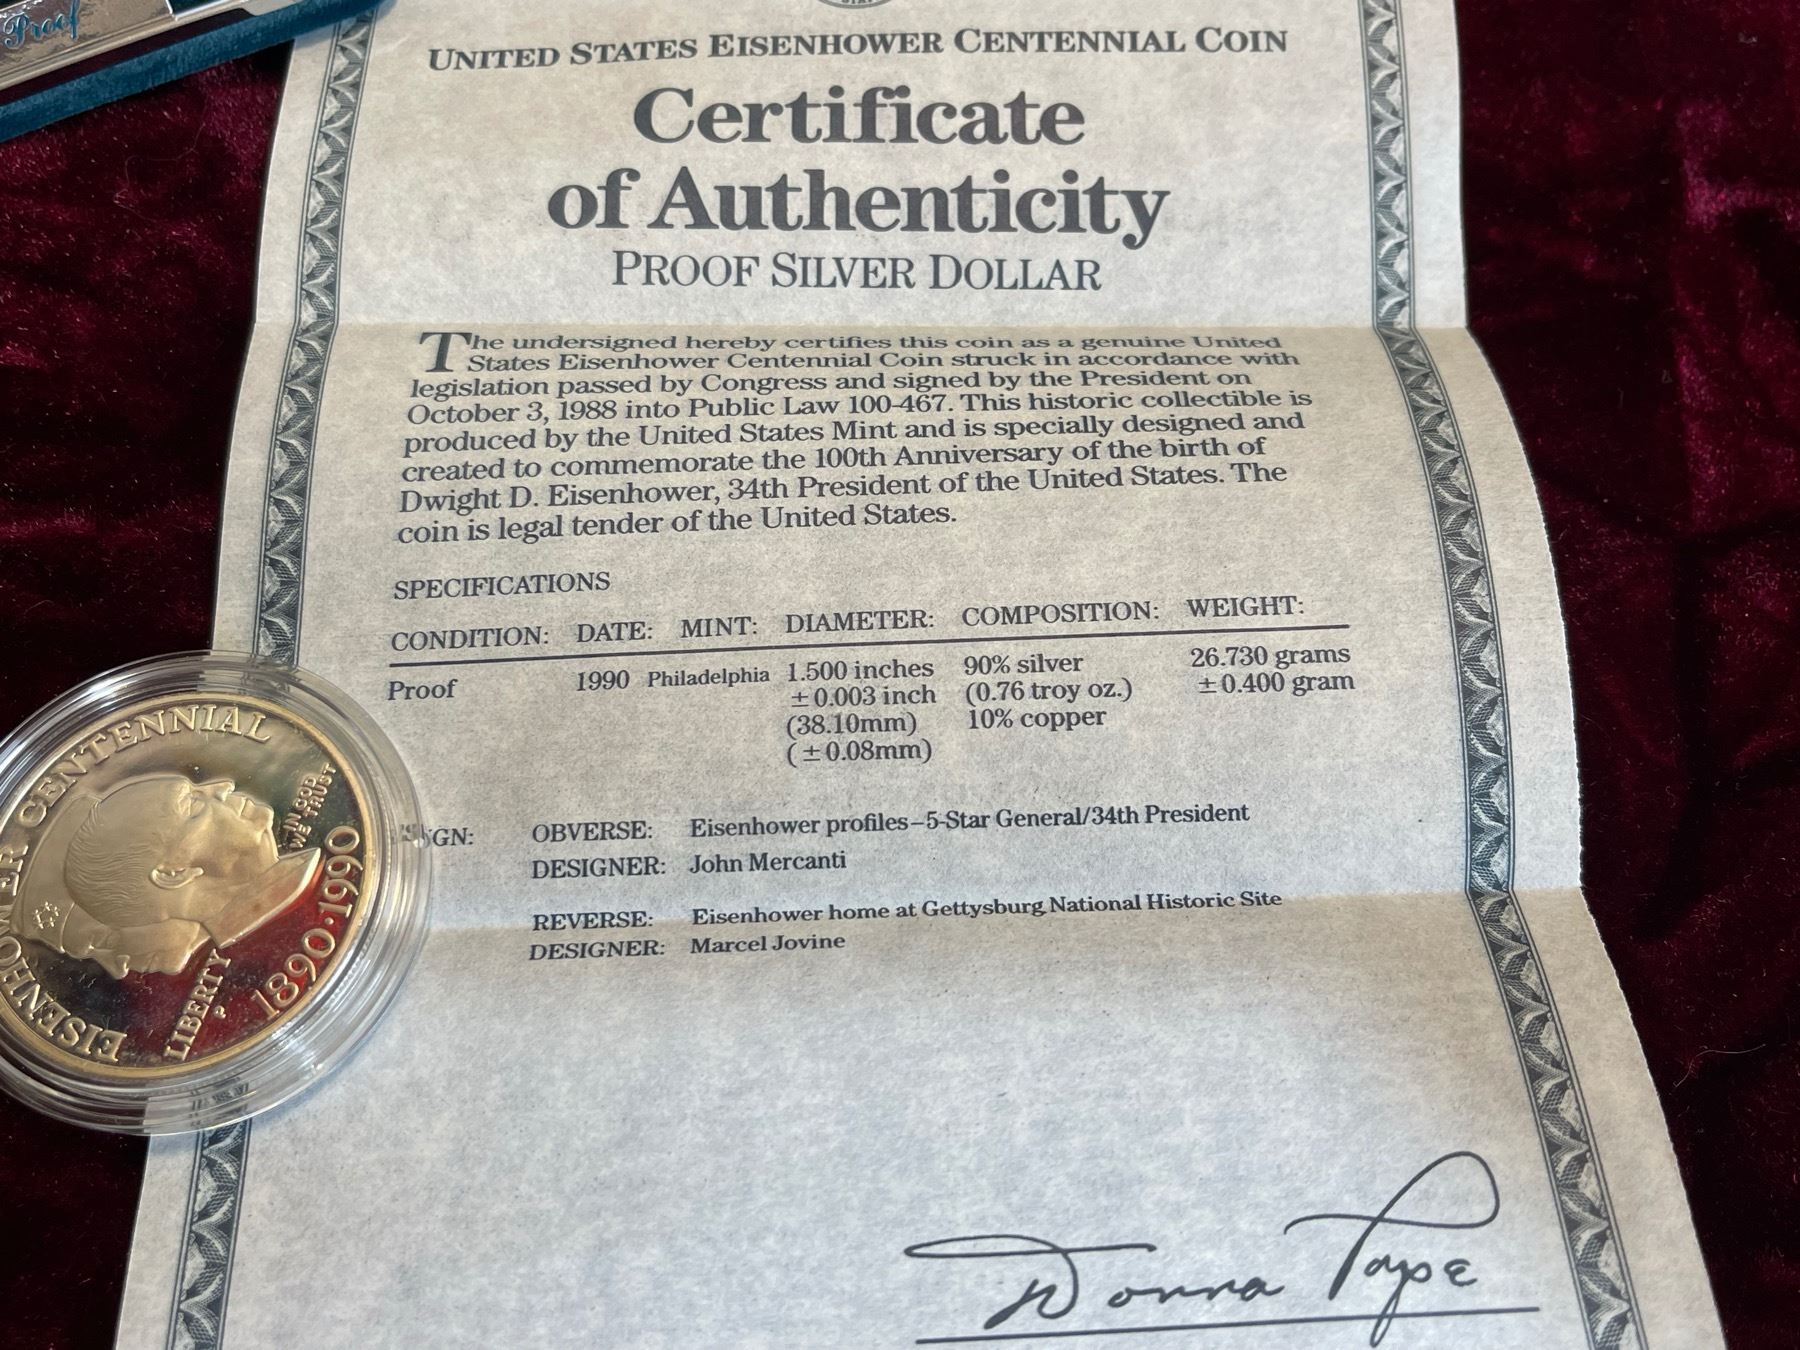 Proof
UNITED STATES EISENHOWER CENTENNIAL COIN
Certificate
of Authenticity
PROOF SILVER DOLLAR
The undersigned hereby certifies this coin as a genuine United
States Eisenhower Centennial Coin struck in accordance with
legislation passed by Congress and signed by the President on
October 3, 1988 into Public Law 100-467. This historic collectible is
produced by the United States Mint and is specially designed and
created to commemorate the 100th Anniversary of the birth of
Dwight D. Eisenhower, 34th President of the United States. The
coin is legal tender of the United States.
SPECIFICATIONS
CONDITION: DATE: MINT: DIAMETER: COMPOSITION: WEIGHT:
Proof 1990 Philadelphia 1.500 inches 90% silver 26.730 grams
±0.003 inch (0.76 troy oz.) ±0.400 gram
(38.10mm) 10% copper
(±0.08mm)
GN: OBVERSE: Eisenhower profiles–5-Star General/34th President
DESIGNER: John Mercanti
REVERSE: Eisenhower home at Gettysburg National Historic Site
DESIGNER: Marcel Jovine
Donna Pope
EISENHOWER CENTENNIAL
IN GOD
WE TRUST
1890·1990
LIBERTY
P